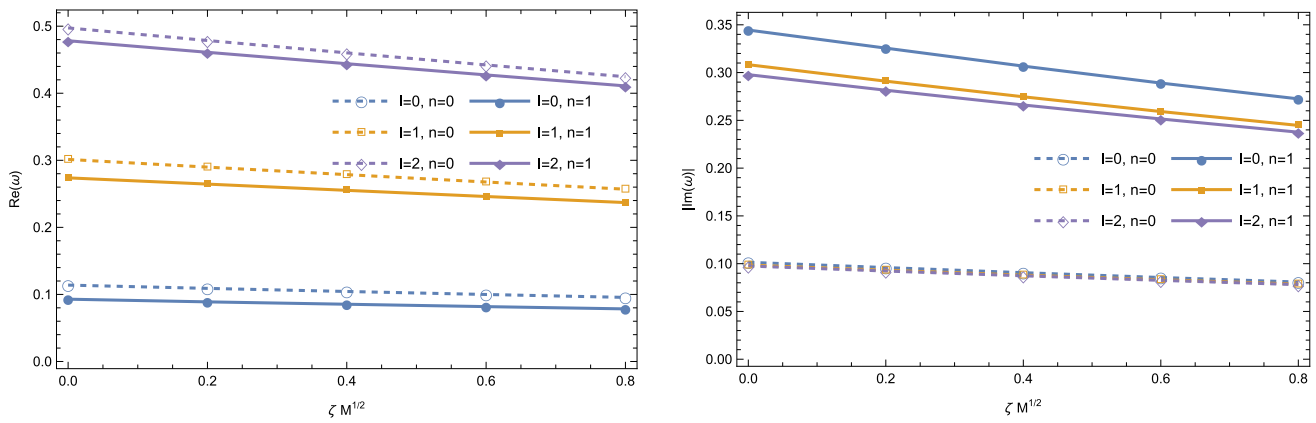 0.5
0.4
0.3
0.2
0.1
0.0
Re(ω)
l=0, n=0 l=0, n=1
l=1, n=0 l=1, n=1
l=2, n=0 l=2, n=1
0.0 0.2 0.4 0.6 0.8
ζ M^{1/2}
0.35
0.30
0.25
0.20
0.15
0.10
0.05
0.00
|Im(ω)|
l=0, n=0 l=0, n=1
l=1, n=0 l=1, n=1
l=2, n=0 l=2, n=1
0.0 0.2 0.4 0.6 0.8
ζ M^{1/2}